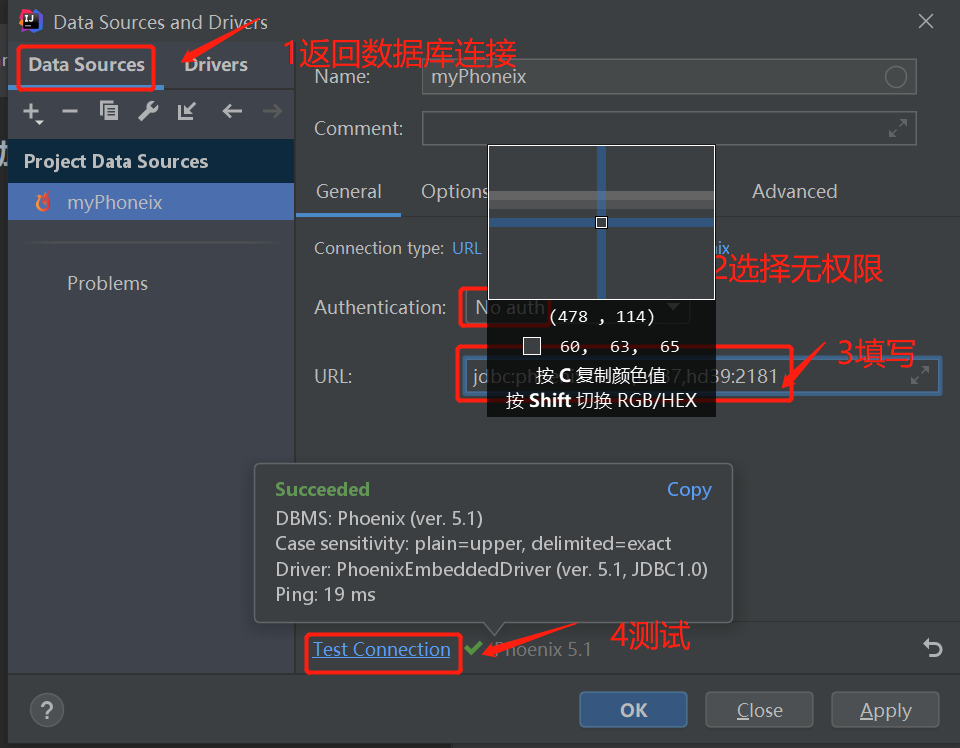 Data Sources and Drivers
Data Sources
Drivers
1返回数据库连接
Name:
myPhoneix
Comment:
Project Data Sources
myPhoneix
Problems
General
Options
Advanced
Connection type: URL
2选择无权限
Authentication:
No auth
(478 , 114)
60, 63, 65
按 C 复制颜色值
按 Shift 切换 RGB/HEX
3填写
URL:
jdbc:ph
,hd39:2181
Succeeded
Copy
DBMS: Phoenix (ver. 5.1)
Case sensitivity: plain=upper, delimited=exact
Driver: PhoenixEmbeddedDriver (ver. 5.1, JDBC1.0)
Ping: 19 ms
4测试
Test Connection
Phoenix 5.1
?
OK
Close
Apply